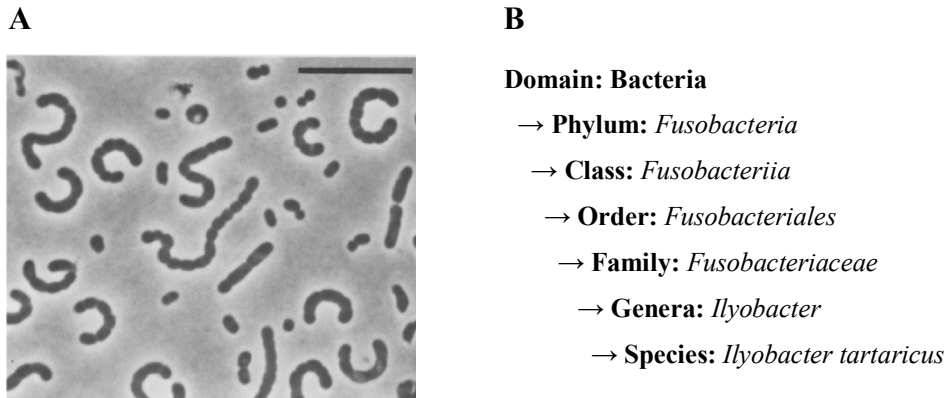 A
B
Domain: Bacteria
→ Phylum: Fusobacteria
→ Class: Fusobacteriia
→ Order: Fusobacteriales
→ Family: Fusobacteriaceae
→ Genera: Ilyobacter
→ Species: Ilyobacter tartaricus